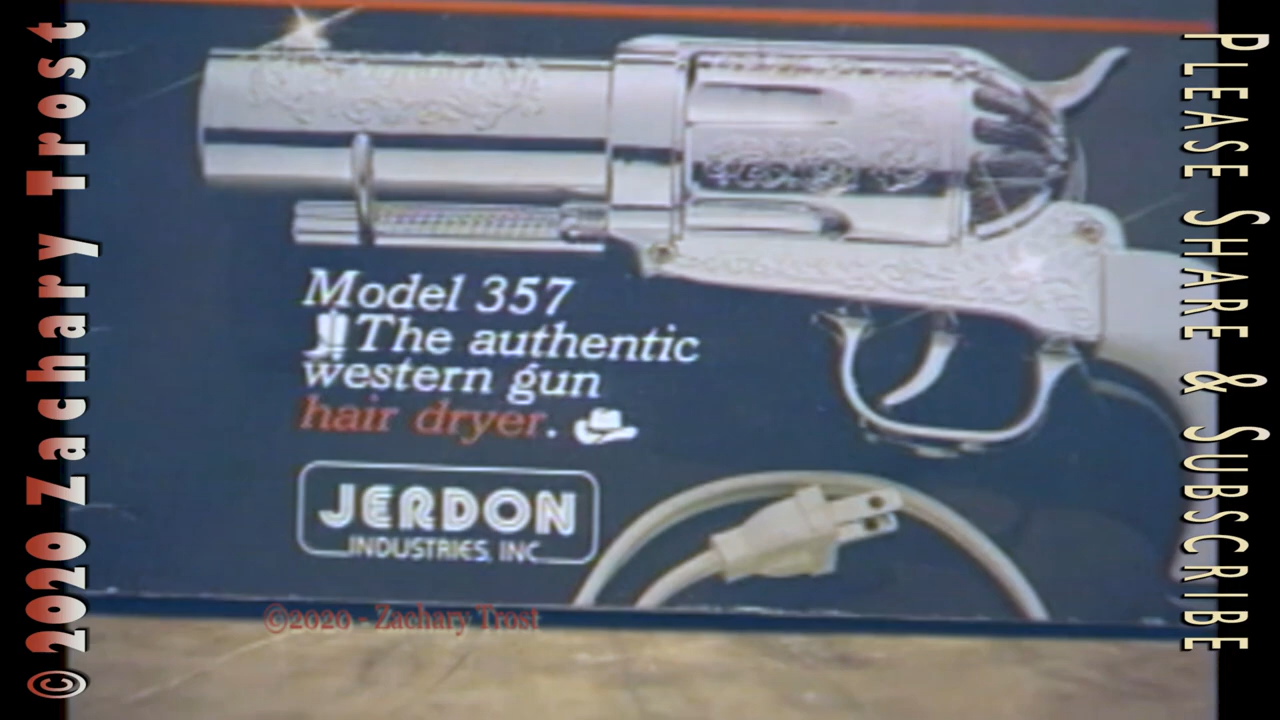 © 2020 Zachary Trost
Model 357
The authentic
western gun
hair dryer.
JERDON
INDUSTRIES, INC.
©2020 - Zachary Trost
PLEASE SHARE & SUBSCRIBE